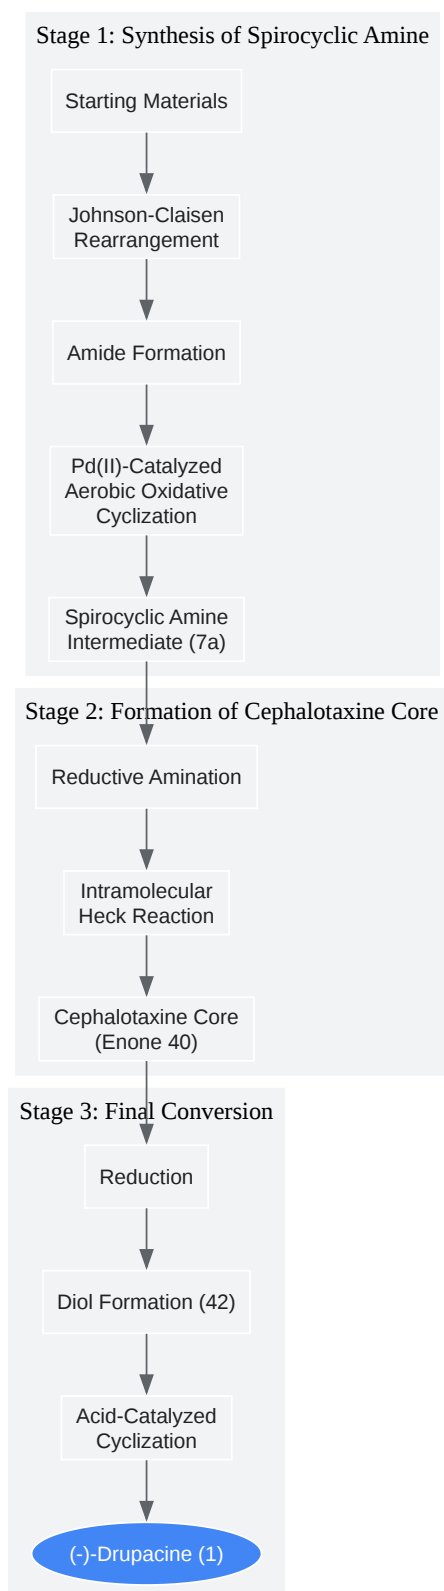 Stage 1: Synthesis of Spirocyclic Amine
Starting Materials
Johnson-Claisen
Rearrangement
Amide Formation
Pd(II)-Catalyzed
Aerobic Oxidative
Cyclization
Spirocyclic Amine
Intermediate (7a)
Stage 2: Formation of Cephalotaxine Core
Reductive Amination
Intramolecular
Heck Reaction
Cephalotaxine Core
(Enone 40)
Stage 3: Final Conversion
Reduction
Diol Formation (42)
Acid-Catalyzed
Cyclization
(-)-Drupacine (1)